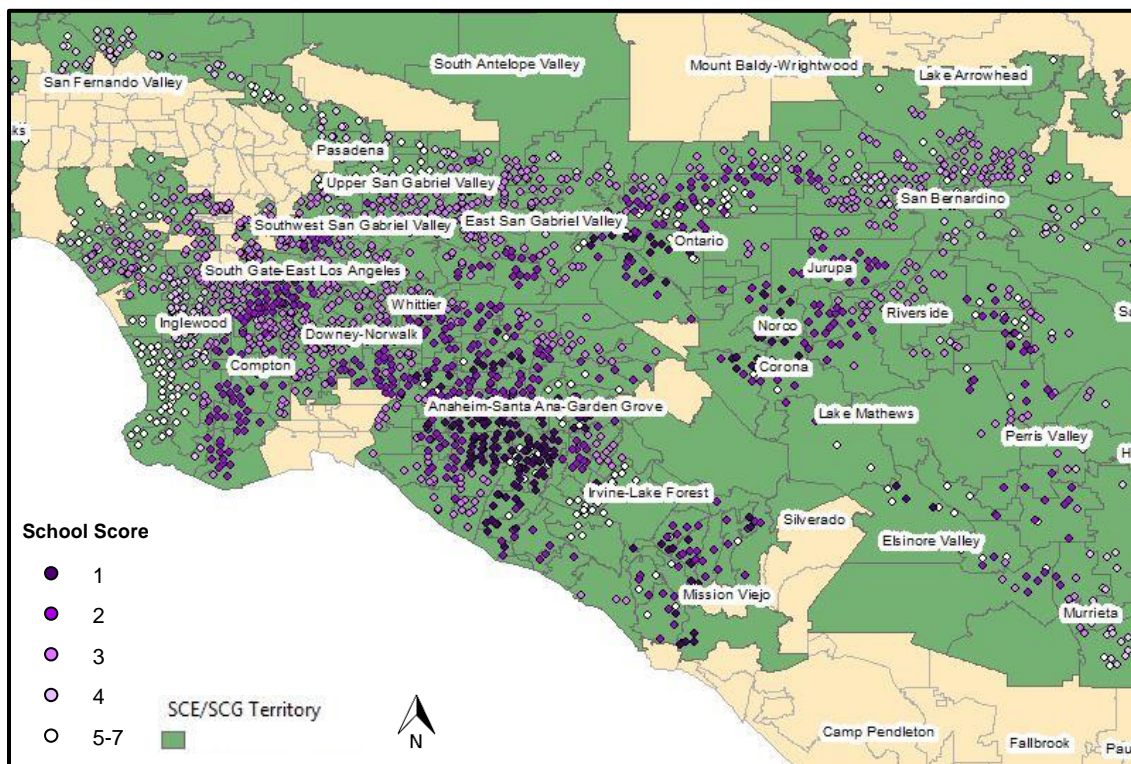 South Antelope Valley
Mount Baldy-Wrightwood
Lake Arrowhead
San Fernando Valley
aks
Pasadena
Upper San Gabriel Valley
San Bernardino
Southwest San Gabriel Valley
East San Gabriel Valley
Ontario
South Gate-East Los Angeles
Jurupa
Whittier
Riverside
Sa
Inglewood
Downey-Norwalk
Norco
Compton
Corona
Anaheim-Santa Ana-Garden Grove
Lake Mathews
Perris Valley
H
Irvine-Lake Forest
Silverado
Elsinore Valley
Mission Viejo
Murrieta
Camp Pendleton
Fallbrook
Pau
School Score
1
2
3
4
5-7
SCE/SCG Territory
N